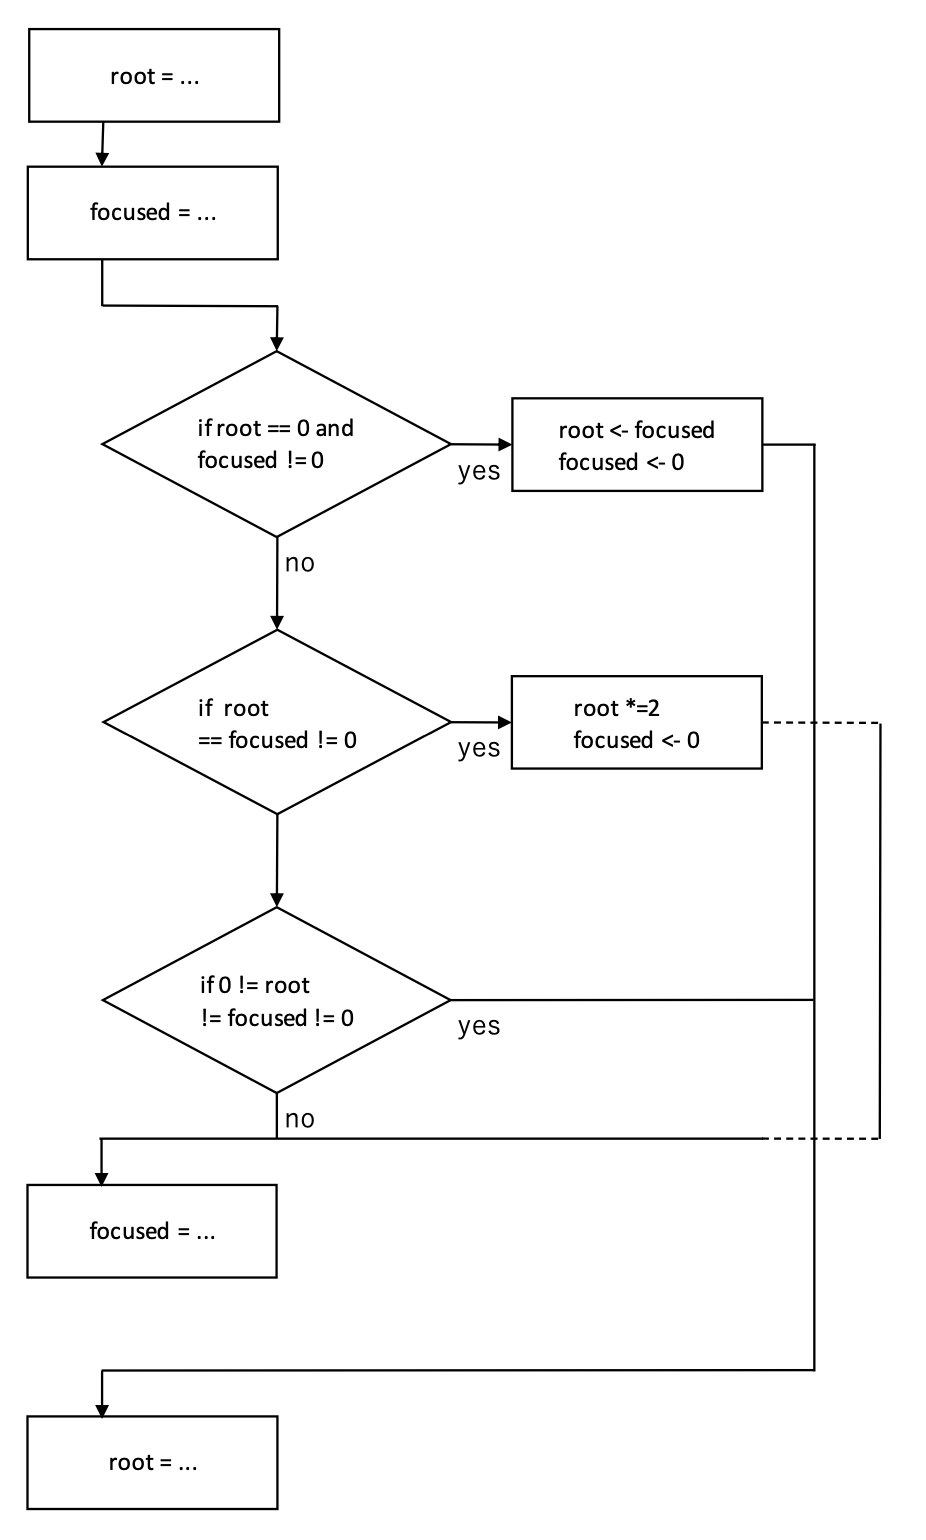 root = ...
focused = ...
if root == 0 and
focused != 0
yes
root <- focused
focused <- 0
no
if  root
== focused != 0
yes
root *=2
focused <- 0
if 0 != root
!= focused != 0
yes
no
focused = ...
root = ...